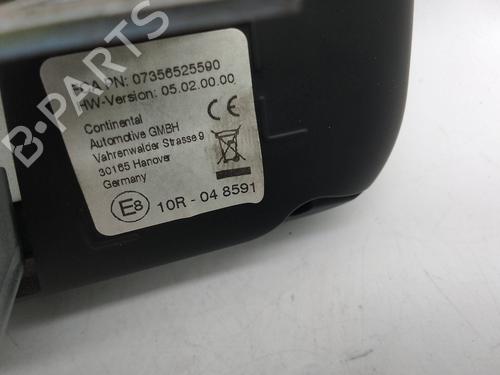 FCA PN: 07356525590
HW-Version: 05.02.00.00
Continental
Automotive GMBH
Vahrenwalder Strasse 9
30165 Hanover
Germany
CE
E8 10R - 04 8591
B-PARTS